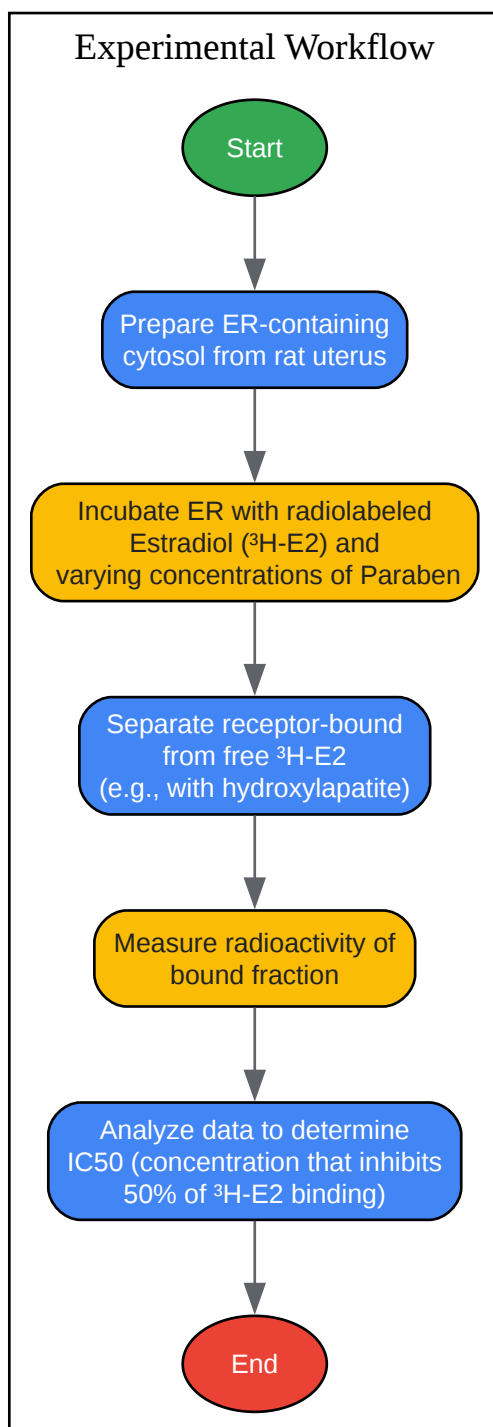 Experimental Workflow
Start
Prepare ER-containing
cytosol from rat uterus
Incubate ER with radiolabeled
Estradiol (³H-E2) and
varying concentrations of Paraben
Separate receptor-bound
from free ³H-E2
(e.g., with hydroxylapatite)
Measure radioactivity of
bound fraction
Analyze data to determine
IC50 (concentration that inhibits
50% of ³H-E2 binding)
End